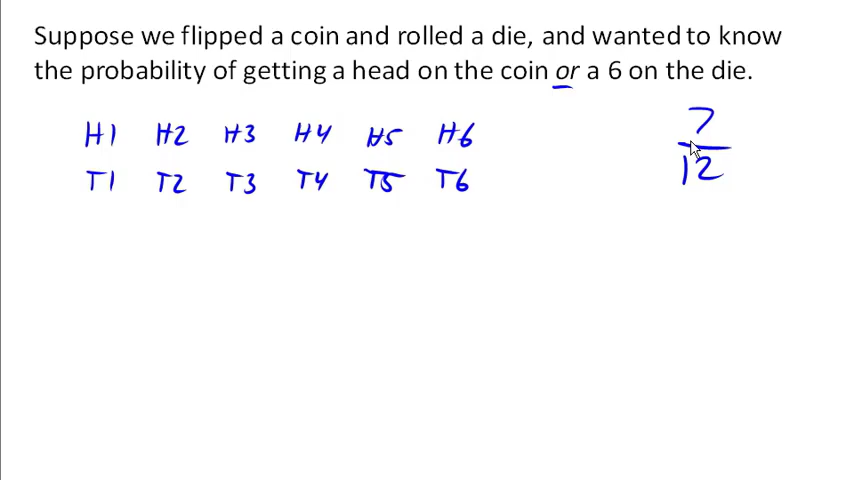 Suppose we flipped a coin and rolled a die, and wanted to know
the probability of getting a head on the coin or a 6 on the die.
H1 H2 H3 H4 H5 H6
T1 T2 T3 T4 T5 T6
7
12